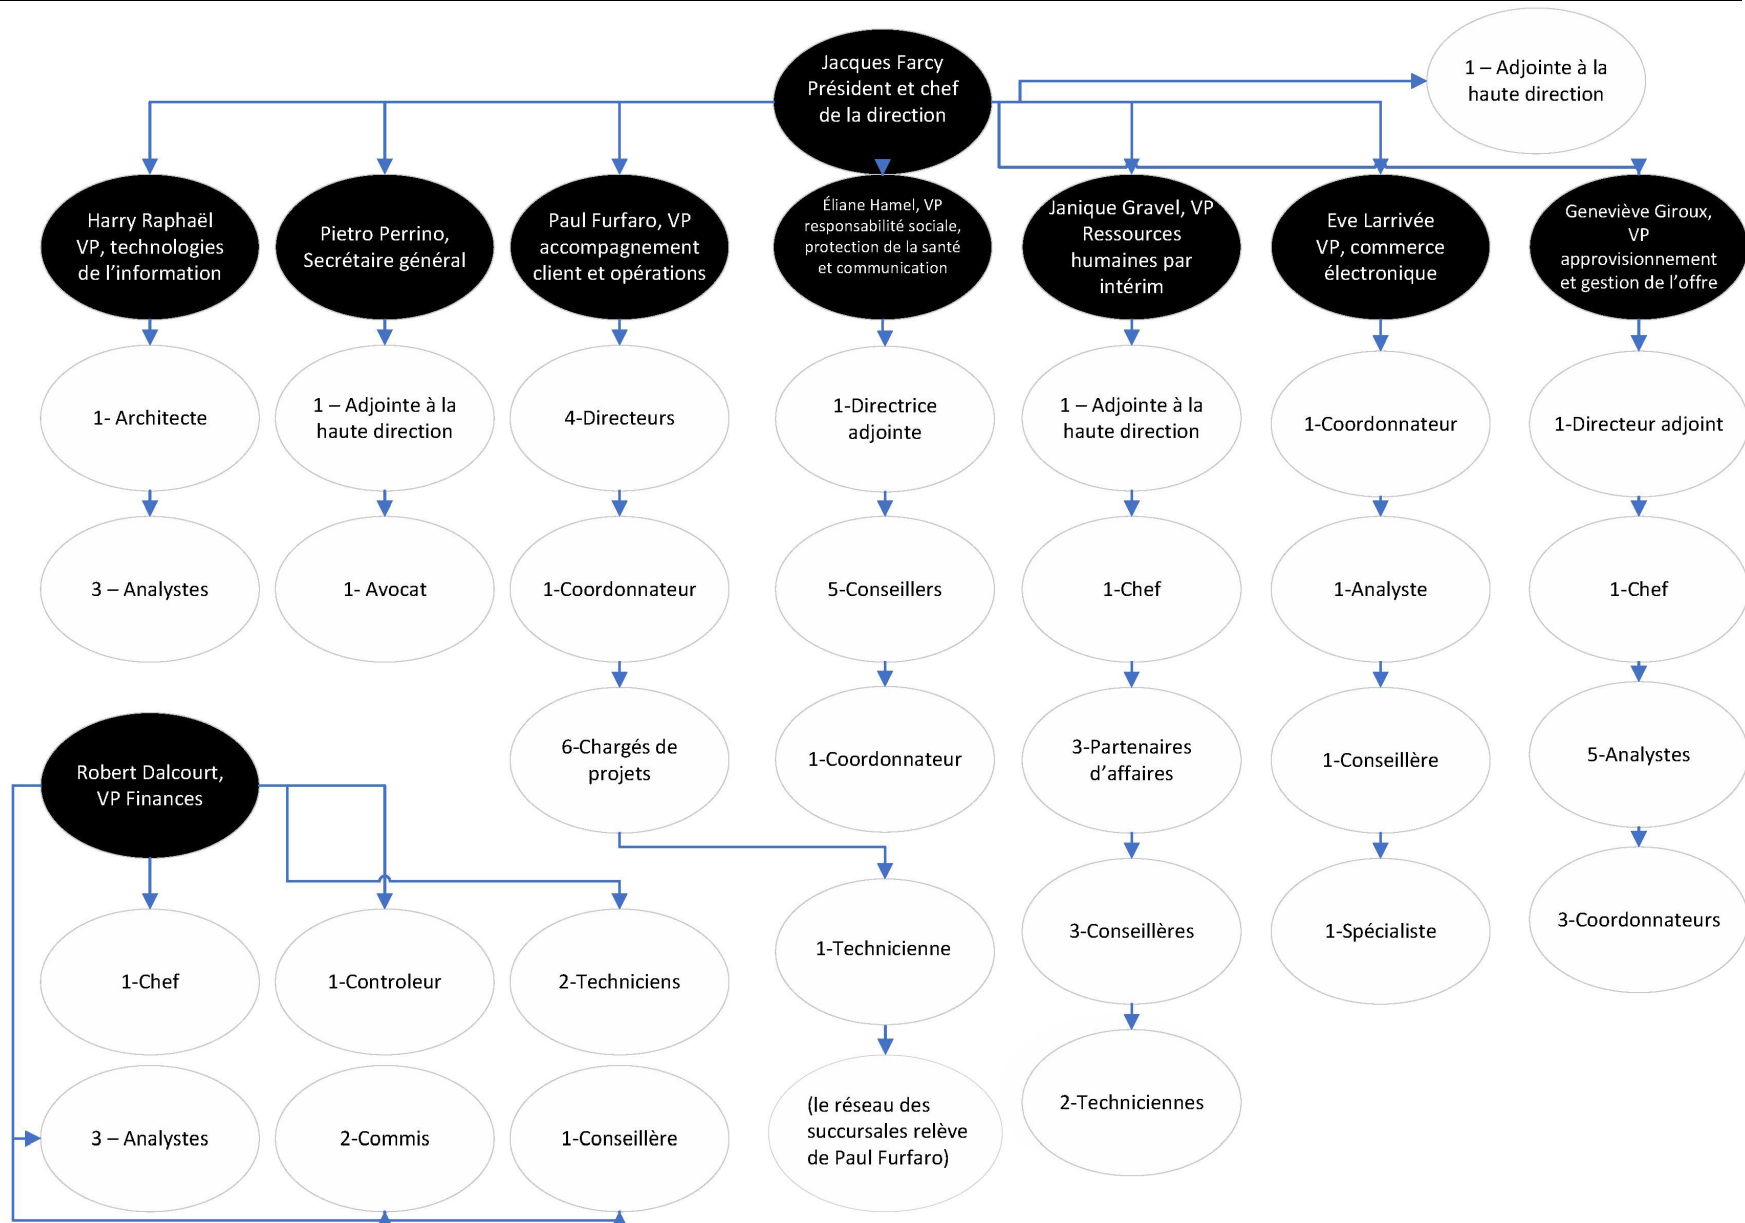 Jacques Farcy
Président et chef
de la direction
1 – Adjointe à la
haute direction
Harry Raphaël
VP, technologies
de l’information
Pietro Perrino,
Secrétaire général
Paul Furfaro, VP
accompagnement
client et opérations
Éliane Hamel, VP
responsabilité sociale,
protection de la santé
et communication
Janique Gravel, VP
Ressources
humaines par
intérim
Eve Larrivée
VP, commerce
électronique
Geneviève Giroux,
VP
approvisionnement
et gestion de l’offre
1- Architecte
1 – Adjointe à la
haute direction
4-Directeurs
1-Directrice
adjointe
1 – Adjointe à la
haute direction
1-Coordonnateur
1-Directeur adjoint
3 – Analystes
1- Avocat
1-Coordonnateur
5-Conseillers
1-Chef
1-Analyste
1-Chef
Robert Dalcourt,
VP Finances
6-Chargés de
projets
1-Coordonnateur
3-Partenaires
d’affaires
1-Conseillère
5-Analystes
1-Chef
1-Controleur
2-Techniciens
1-Technicienne
3-Conseillères
1-Spécialiste
3-Coordonnateurs
3 – Analystes
2-Commis
1-Conseillère
(le réseau des
succursales relève
de Paul Furfaro)
2-Techniciennes